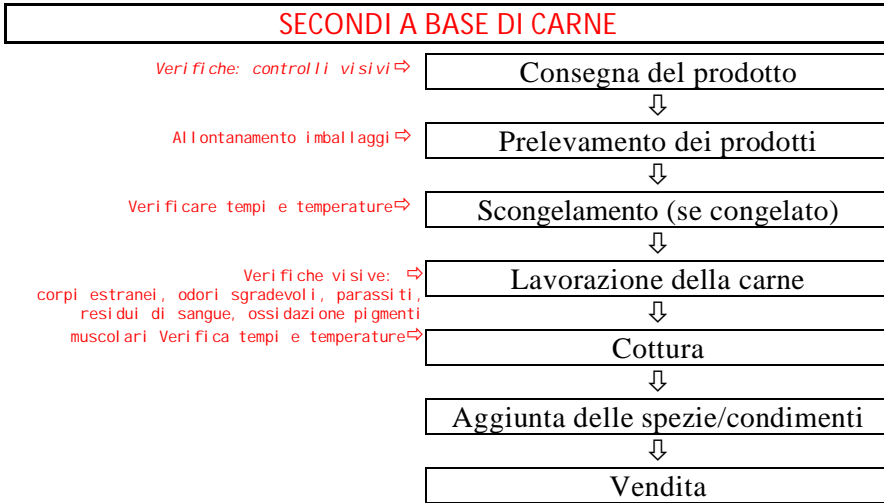 SECONDI A BASE DI CARNE
Verifiche: controlli visivi⇨
Consegna del prodotto
⇩
Allontanamento imballaggi⇨
Prelevamento dei prodotti
⇩
Verificare tempi e temperature⇨
Scongelamento (se congelato)
⇩
Verifiche visive: ⇨
corpi estranei, odori sgradevoli, parassiti,
residui di sangue, ossidazione pigmenti
Lavorazione della carne
⇩
muscolari Verifica tempi e temperature⇨
Cottura
⇩
Aggiunta delle spezie/condimenti
⇩
Vendita